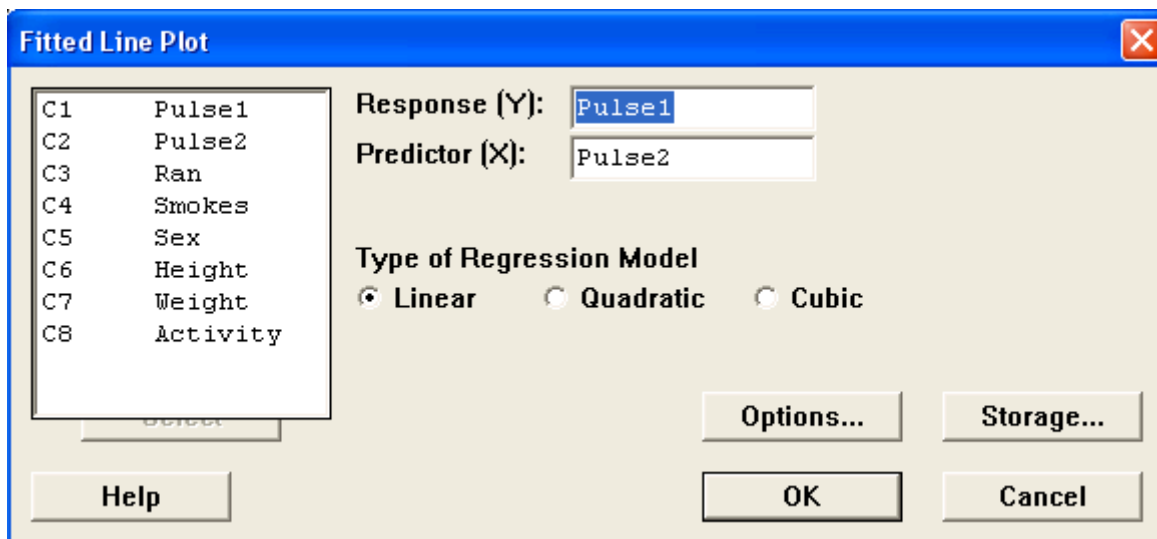 Fitted Line Plot
C1 Pulse1
C2 Pulse2
C3 Ran
C4 Smokes
C5 Sex
C6 Height
C7 Weight
C8 Activity
Response (Y): Pulse1
Predictor (X): Pulse2
Type of Regression Model
Linear Quadratic Cubic
Select
Options... Storage...
Help OK Cancel